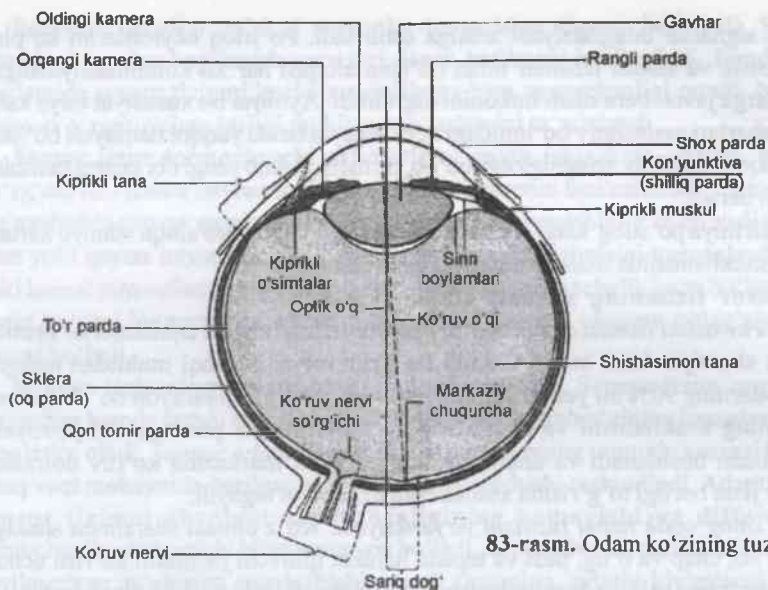 Oldingi kamera
Gavhar
Orqangi kamera
Rangli parda
Shox parda
Kon'yunktiva
(shilliq parda)
Kiprikli tana
Kiprikli muskul
Kiprikli
o'simtalar
Sinn
boylamlari
Optik o'q
Ko'ruv o'qi
To'r parda
Shishasimon tana
Sklera
(oq parda)
Ko'ruv nervi
so'rg'ichi
Markaziy
chuqurcha
Qon tomir parda
Ko'ruv nervi
Sariq dog'
83-rasm. Odam ko'zining tuz